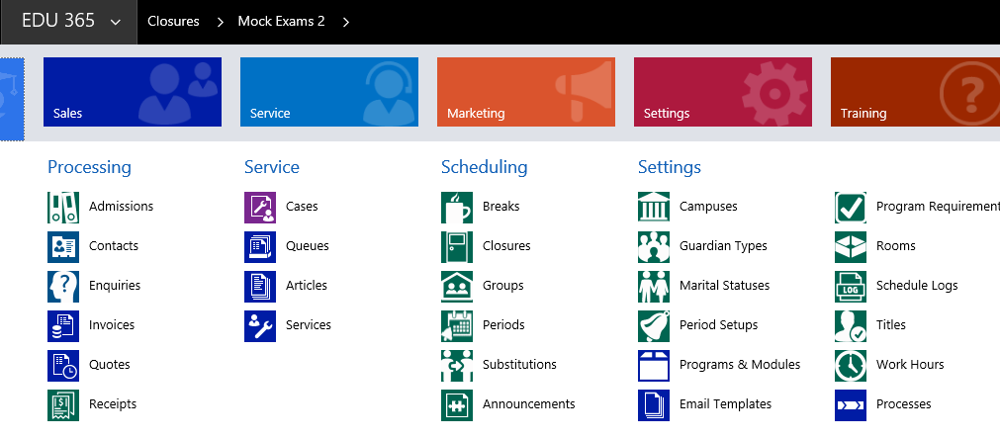 EDU 365 Closures Mock Exams 2
Sales Service Marketing Settings Training
Processing
Admissions
Contacts
Enquiries
Invoices
Quotes
Receipts
Service
Cases
Queues
Articles
Services
Scheduling
Breaks
Closures
Groups
Periods
Substitutions
Announcements
Settings
Campuses
Guardian Types
Marital Statuses
Period Setups
Programs & Modules
Email Templates
Program Requirement
Rooms
LOG Schedule Logs
Titles
Work Hours
Processes